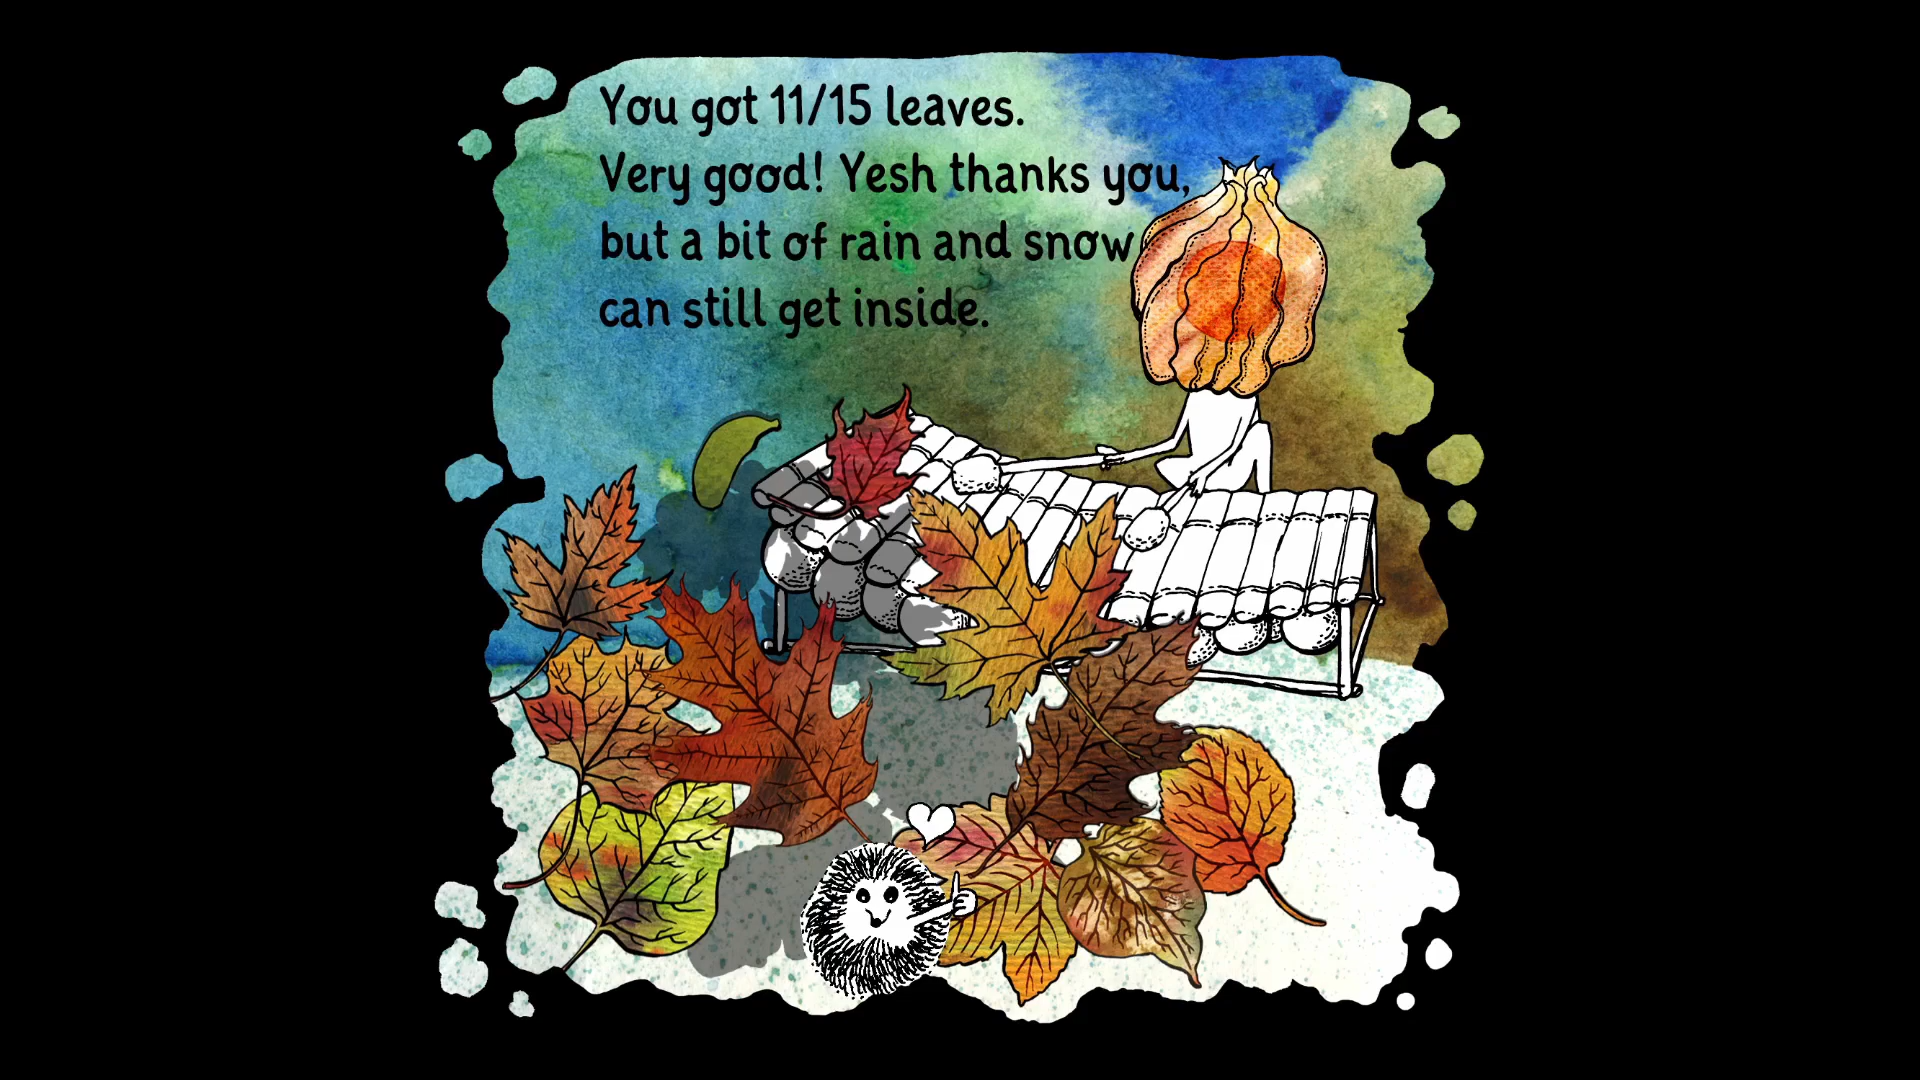 You got 11/15 leaves.
Very good! Yesh thanks you,
but a bit of rain and snow
can still get inside.